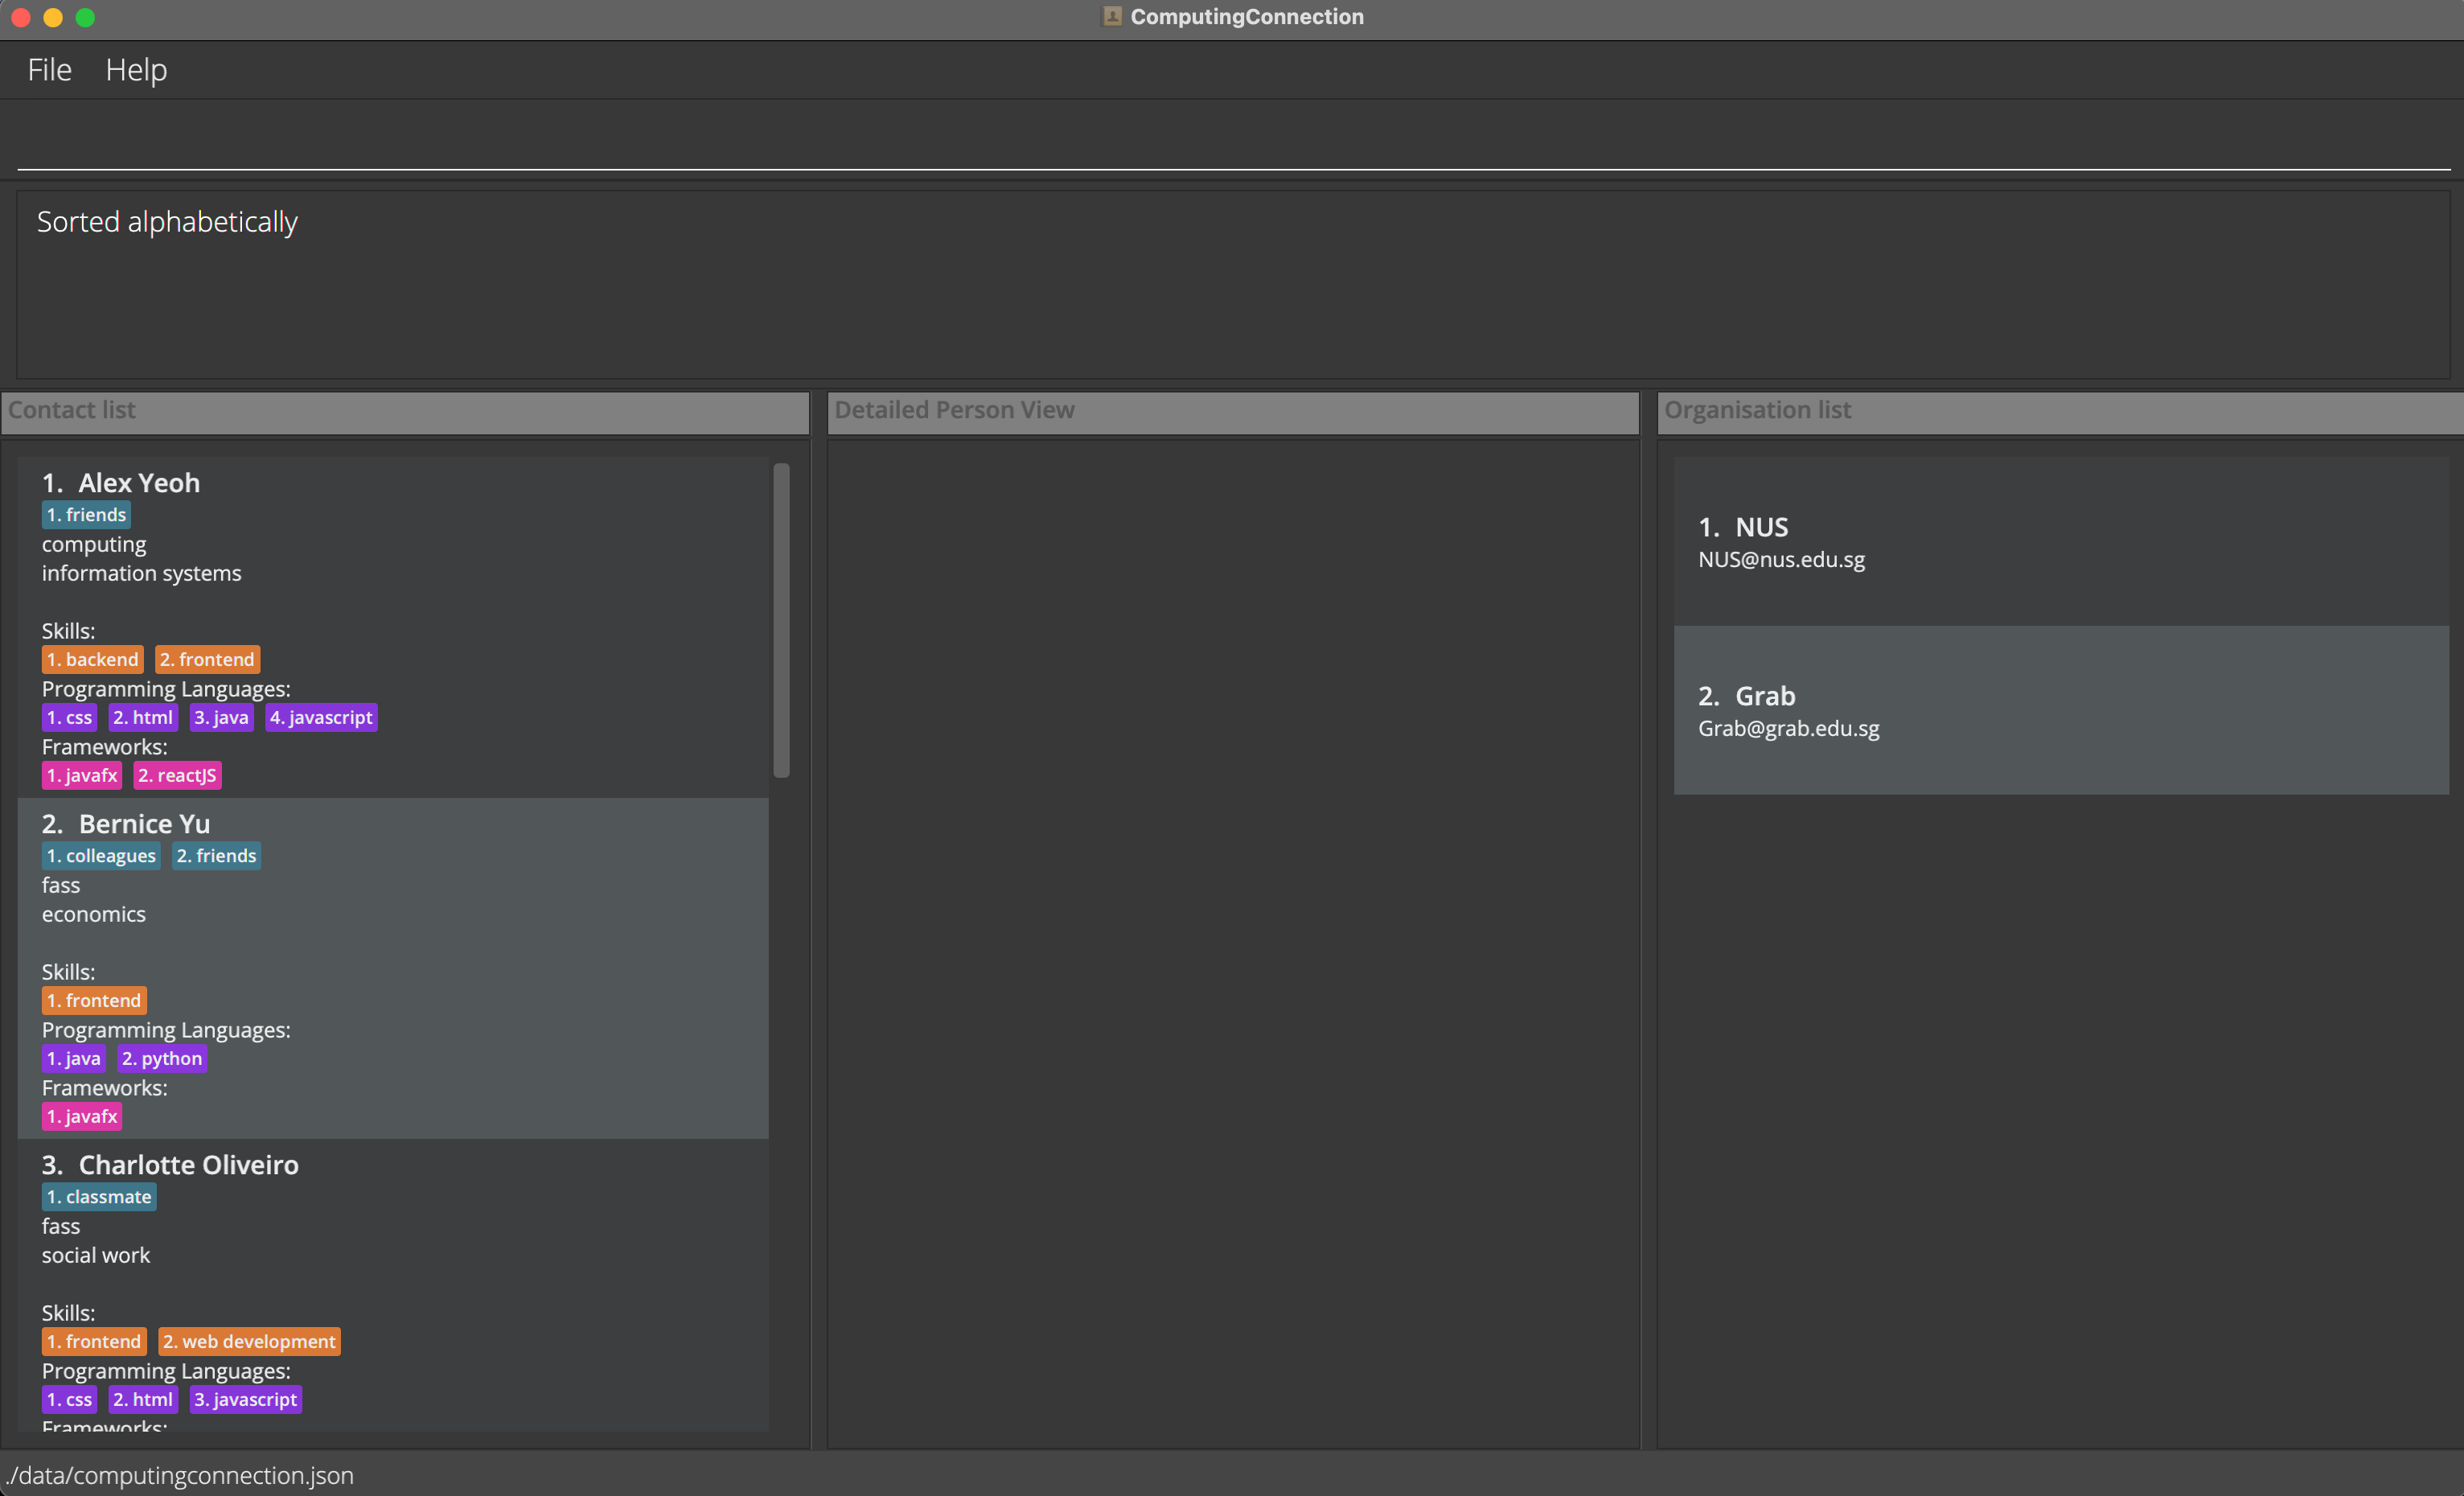 ComputingConnection
File Help
Sorted alphabetically
Contact list
1. Alex Yeoh
1. friends
computing
information systems
Skills:
1. backend 2. frontend
Programming Languages:
1. css 2. html 3. java 4. javascript
Frameworks:
1. javafx 2. reactJS
2. Bernice Yu
1. colleagues 2. friends
fass
economics
Skills:
1. frontend
Programming Languages:
1. java 2. python
Frameworks:
1. javafx
3. Charlotte Oliveiro
1. classmate
fass
social work
Skills:
1. frontend 2. web development
Programming Languages:
1. css 2. html 3. javascript
Frameworks:
Detailed Person View
Organisation list
1. NUS
NUS@nus.edu.sg
2. Grab
Grab@grab.edu.sg
./data/computingconnection.json